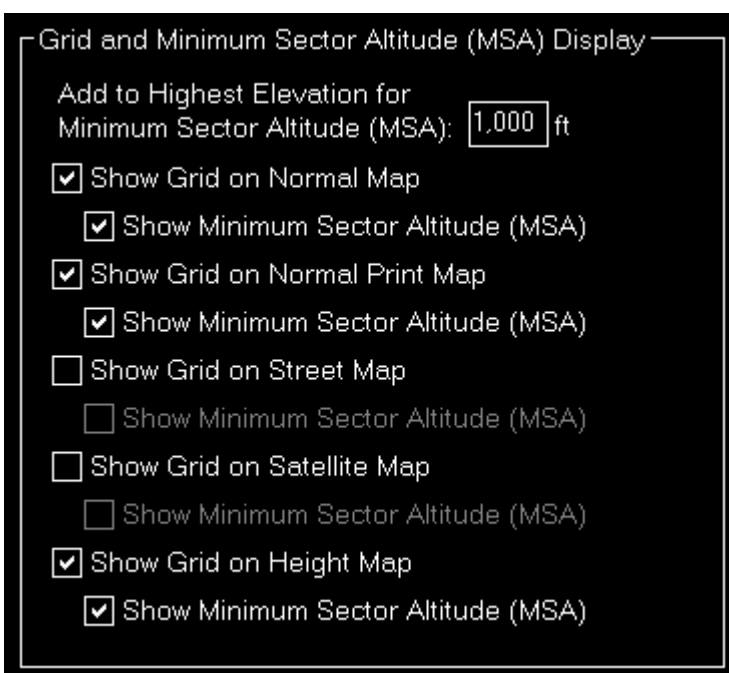 Grid and Minimum Sector Altitude (MSA) Display
Add to Highest Elevation for
Minimum Sector Altitude (MSA): 1,000 ft
Show Grid on Normal Map
Show Minimum Sector Altitude (MSA)
Show Grid on Normal Print Map
Show Minimum Sector Altitude (MSA)
Show Grid on Street Map
Show Minimum Sector Altitude (MSA)
Show Grid on Satellite Map
Show Minimum Sector Altitude (MSA)
Show Grid on Height Map
Show Minimum Sector Altitude (MSA)